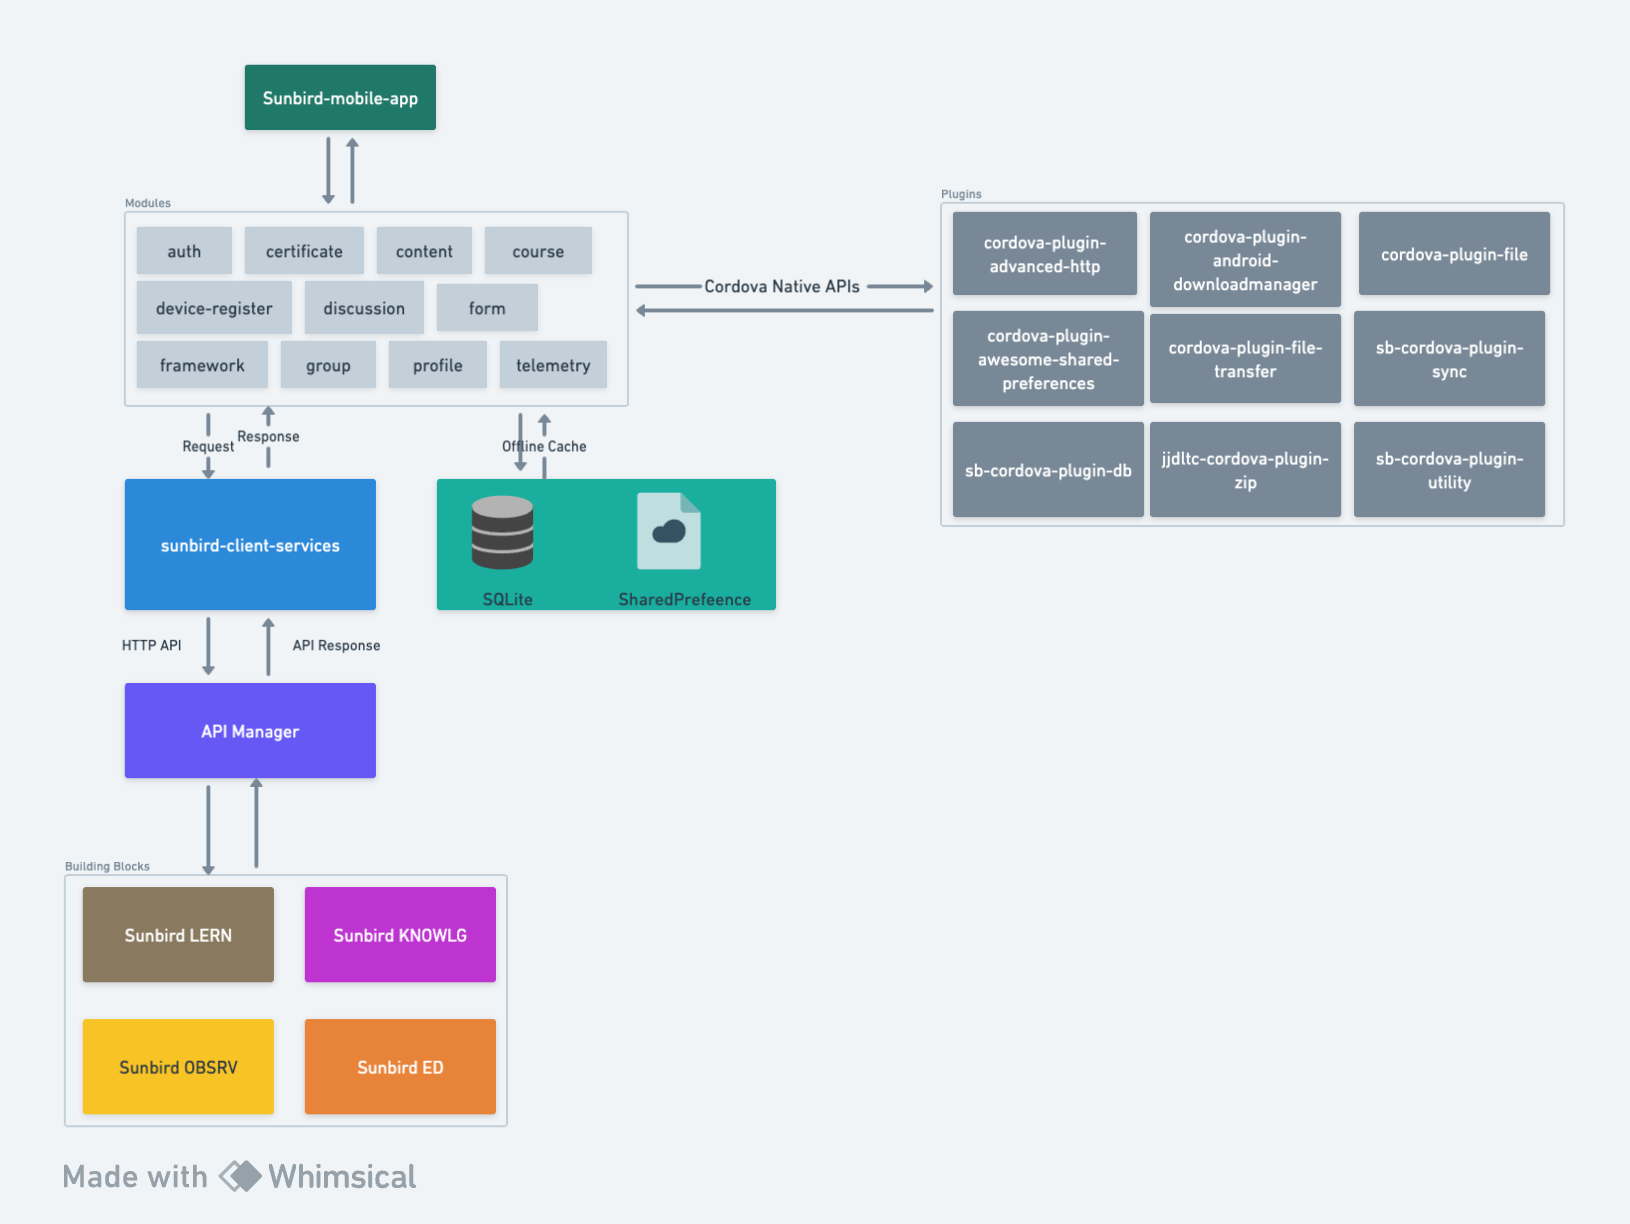 Sunbird-mobile-app
Modules
auth
certificate
content
course
device-register
discussion
form
framework
group
profile
telemetry
Cordova Native APIs
Plugins
cordova-plugin-
advanced-http
cordova-plugin-
android-
downloadmanager
cordova-plugin-file
cordova-plugin-
awesome-shared-
preferences
cordova-plugin-file-
transfer
sb-cordova-plugin-
sync
sb-cordova-plugin-db
jjdltc-cordova-plugin-
zip
sb-cordova-plugin-
utility
Request
Response
Offline Cache
sunbird-client-services
SQLite
SharedPrefeence
HTTP API
API Response
API Manager
Building Blocks
Sunbird LERN
Sunbird KNOWLG
Sunbird OBSRV
Sunbird ED
Made with Whimsical